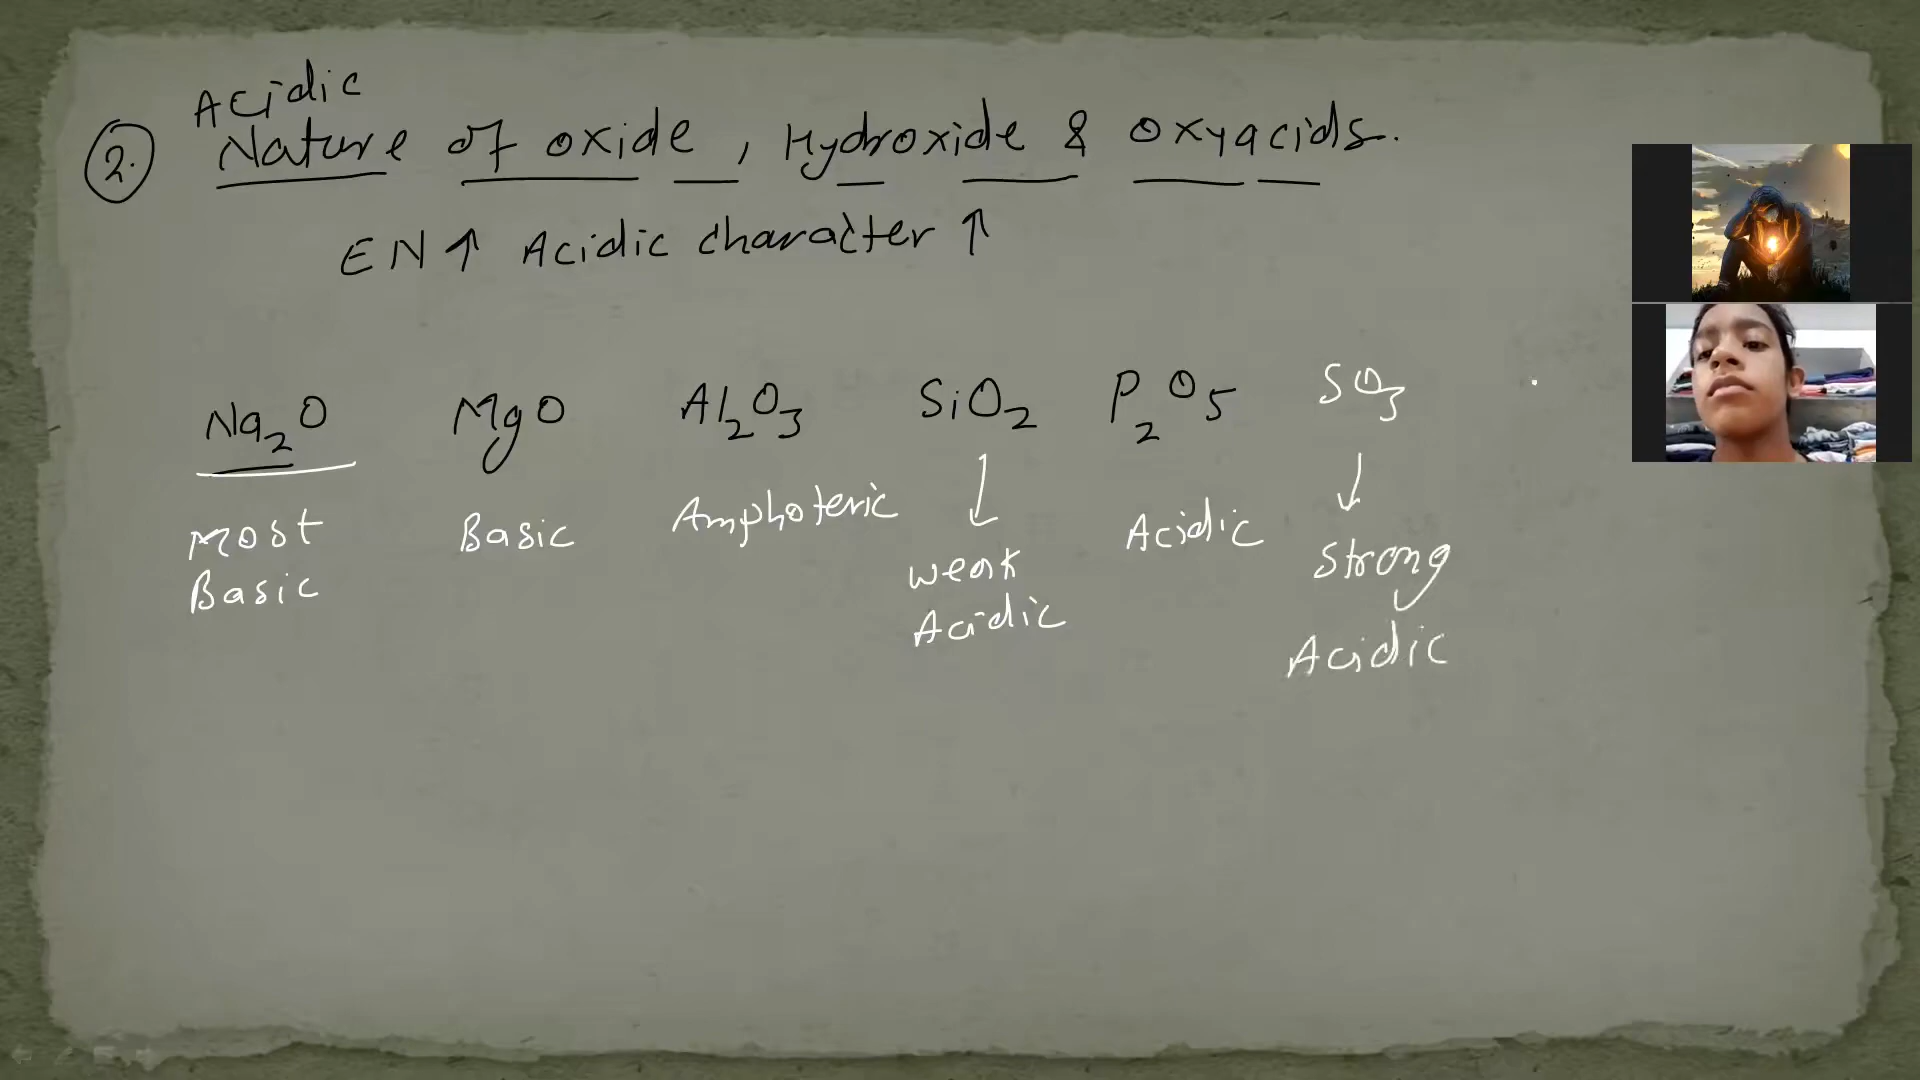 Acidic
2. Nature of oxide, Hydroxide & oxyacids.
EN↑ Acidic character ↑
Na2O MgO Al2O3 SiO2 P2O5 SO3
Most Basic Amphoteric ↓ Acidic ↓
Basic weak Strong
Acidic Acidic